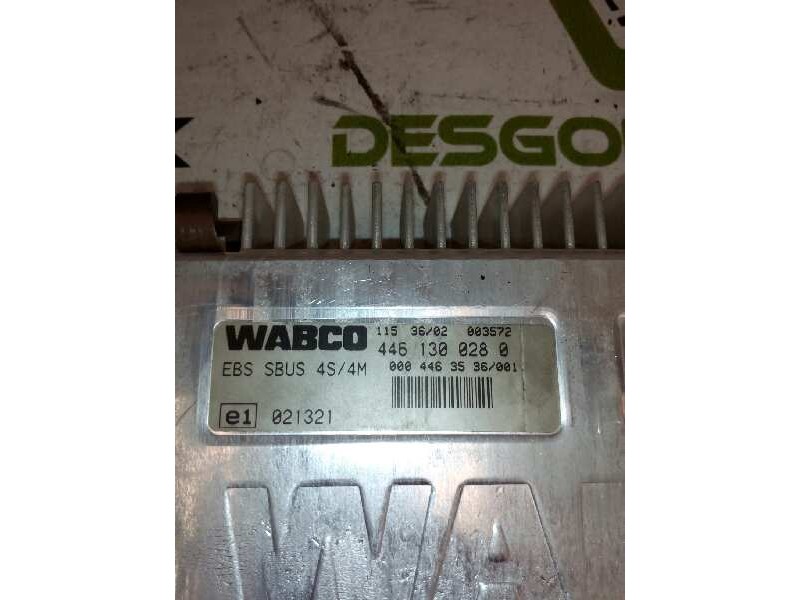 DESGO
WABCO 115 36/02 003572
446 130 028 0
EBS SBUS 4S/4M 000 446 35 36/001
e1 021321
WA